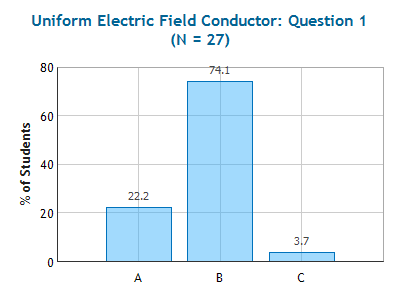 Uniform Electric Field Conductor: Question 1
(N = 27)
% of Students
80
60
40
20
0
22.2
74.1
3.7
A
B
C